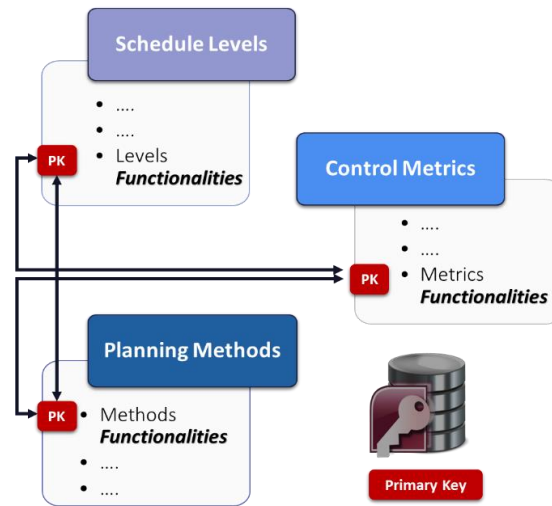 Schedule Levels
• ....
• ....
PK
• Levels
Functionalities
Control Metrics
• ....
• ....
PK
• Metrics
Functionalities
Planning Methods
PK
• Methods
Functionalities
• ....
• ....
Primary Key